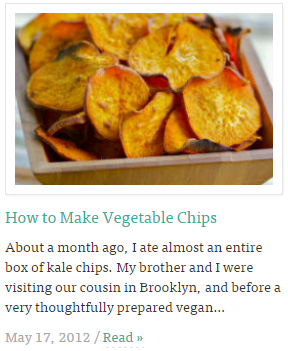 How to Make Vegetable Chips
About a month ago, I ate almost an entire
box of kale chips. My brother and I were
visiting our cousin in Brooklyn, and before a
very thoughtfully prepared vegan...
May 17, 2012 / Read »